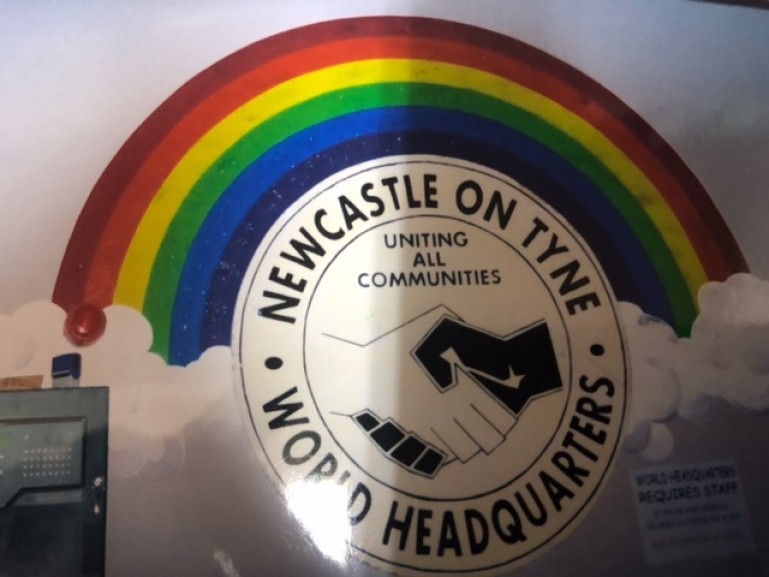 NEWCASTLE ON TYNE
UNITING
ALL
COMMUNITIES
WORLD HEADQUARTERS
WORLD HEADQUARTERS
REQUIRES STAFF